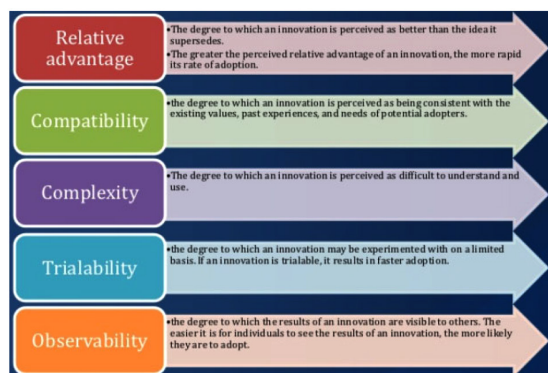 Relative
advantage
•The degree to which an innovation is perceived as better than the idea it
supersedes.
•The greater the perceived relative advantage of an innovation, the more rapid
its rate of adoption.
Compatibility
•the degree to which an innovation is perceived as being consistent with the
existing values, past experiences, and needs of potential adopters.
Complexity
•The degree to which an innovation is perceived as difficult to understand and
use.
Trialability
•the degree to which an innovation may be experimented with on a limited
basis. If an innovation is trialable, it results in faster adoption.
Observability
•the degree to which the results of an innovation are visible to others. The
easier it is for individuals to see the results of an innovation, the more likely
they are to adopt.